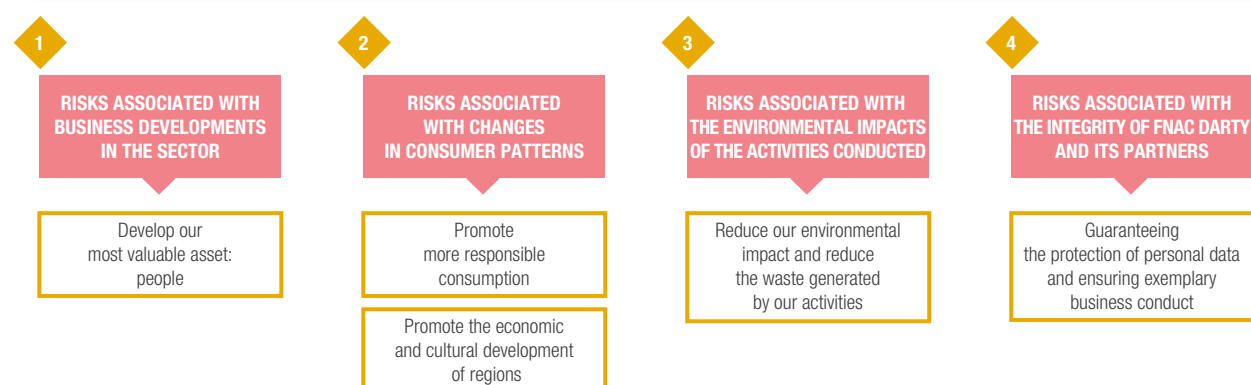 1
RISKS ASSOCIATED WITH
BUSINESS DEVELOPMENTS
IN THE SECTOR
Develop our
most valuable asset:
people
2
RISKS ASSOCIATED
WITH CHANGES
IN CONSUMER PATTERNS
Promote
more responsible
consumption
Promote the economic
and cultural development
of regions
3
RISKS ASSOCIATED WITH
THE ENVIRONMENTAL IMPACTS
OF THE ACTIVITIES CONDUCTED
Reduce our environmental
impact and reduce
the waste generated
by our activities
4
RISKS ASSOCIATED WITH
THE INTEGRITY OF FNAC DARTY
AND ITS PARTNERS
Guaranteeing
the protection of personal data
and ensuring exemplary
business conduct